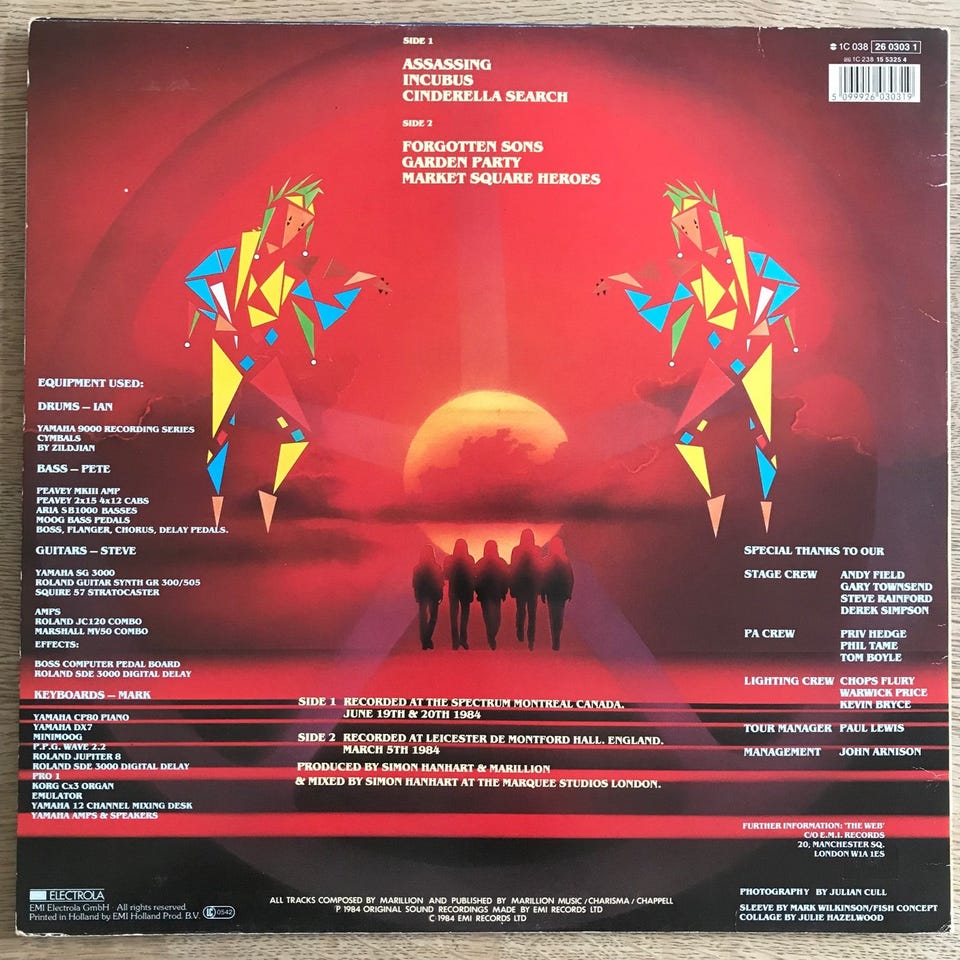 SIDE 1
ASSASSING
INCUBUS
CINDERELLA SEARCH
SIDE 2
FORGOTTEN SONS
GARDEN PARTY
MARKET SQUARE HEROES
1C 038 26 0303 1
1C 238 15 5325 4
5 099926 030319
EQUIPMENT USED:
DRUMS – IAN
YAMAHA 9000 RECORDING SERIES
CYMBALS
BY ZILDJIAN
BASS – PETE
PEAVEY MKIII AMP
PEAVEY 2x15 4x12 CABS
ARIA SB1000 BASSES
MOOG BASS PEDALS
BOSS, FLANGER, CHORUS, DELAY PEDALS.
GUITARS – STEVE
YAMAHA SG 3000
ROLAND GUITAR SYNTH GR 300/505
SQUIRE 57 STRATOCASTER
AMPS
ROLAND JC120 COMBO
MARSHALL MV50 COMBO
EFFECTS:
BOSS COMPUTER PEDAL BOARD
ROLAND SDE 3000 DIGITAL DELAY
KEYBOARDS – MARK
YAMAHA CP80 PIANO
YAMAHA DX7
MINIMOOG
P.P.G. WAVE 2.2
ROLAND JUPITER 8
ROLAND SDE 3000 DIGITAL DELAY
PRO 1
KORG Cx3 ORGAN
EMULATOR
YAMAHA 12 CHANNEL MIXING DESK
YAMAHA AMPS & SPEAKERS
SIDE 1 RECORDED AT THE SPECTRUM MONTREAL CANADA.
JUNE 19TH & 20TH 1984
SIDE 2 RECORDED AT LEICESTER DE MONTFORD HALL. ENGLAND.
MARCH 5TH 1984
PRODUCED BY SIMON HANHART & MARILLION
& MIXED BY SIMON HANHART AT THE MARQUEE STUDIOS LONDON.
SPECIAL THANKS TO OUR
STAGE CREW ANDY FIELD
GARY TOWNSEND
STEVE RAINFORD
DEREK SIMPSON
PA CREW PRIV HEDGE
PHIL TAME
TOM BOYLE
LIGHTING CREW CHOPS FLURY
WARWICK PRICE
KEVIN BRYCE
TOUR MANAGER PAUL LEWIS
MANAGEMENT JOHN ARNISON
FURTHER INFORMATION: 'THE WEB'
C/O E.M.I. RECORDS
20, MANCHESTER SQ.
LONDON W1A 1ES
ELECTROLA
EMI Electrola GmbH · All rights reserved.
Printed in Holland by EMI Holland Prod. B.V. LC 0542
ALL TRACKS COMPOSED BY MARILLION AND PUBLISHED BY MARILLION MUSIC / CHARISMA / CHAPPELL
℗ 1984 ORIGINAL SOUND RECORDINGS MADE BY EMI RECORDS LTD
© 1984 EMI RECORDS LTD
PHOTOGRAPHY BY JULIAN CULL
SLEEVE BY MARK WILKINSON/FISH CONCEPT
COLLAGE BY JULIE HAZELWOOD